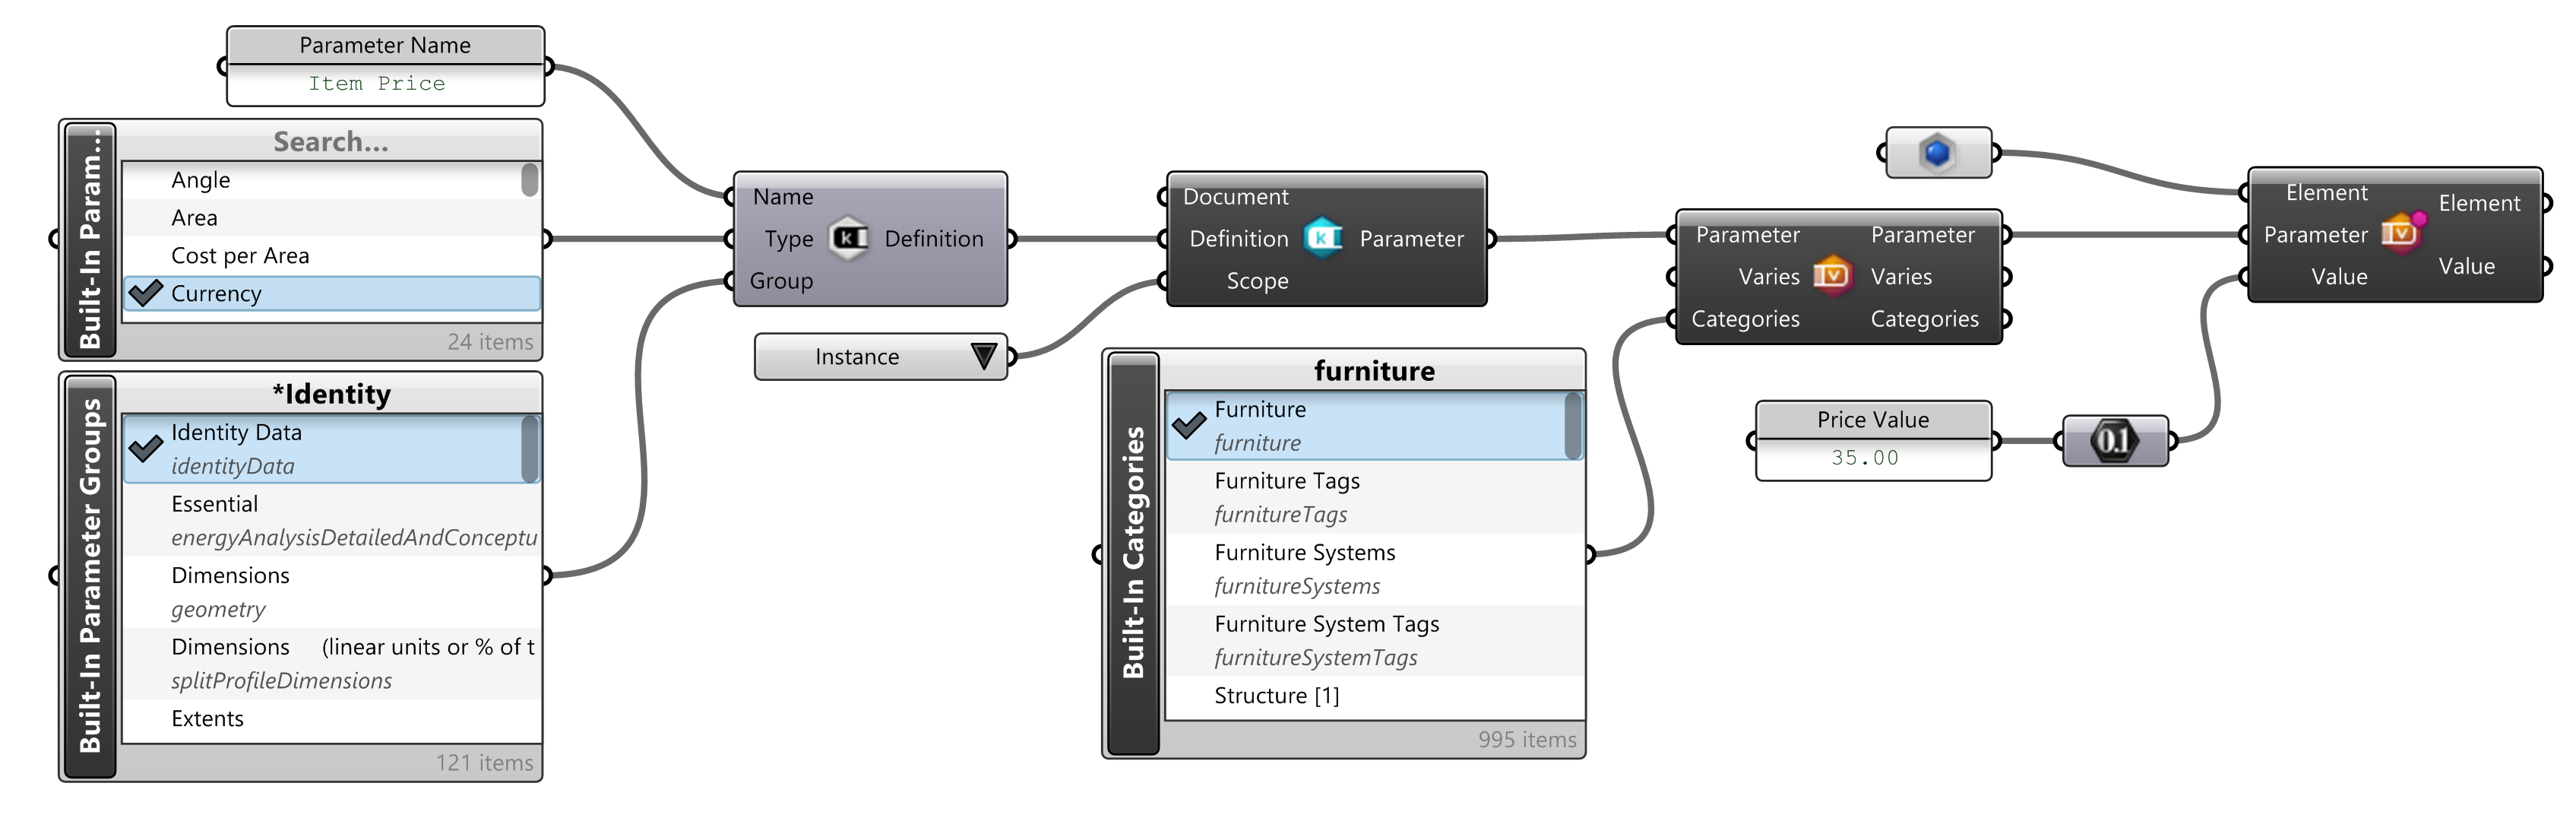 Parameter Name
Item Price
Built-In Param...
Search...
Angle
Area
Cost per Area
Currency
24 items
Built-In Parameter Groups
*Identity
Identity Data
identityData
Essential
energyAnalysisDetailedAndConceptu
Dimensions
geometry
Dimensions (linear units or % of t
splitProfileDimensions
Extents
121 items
Name
Type
Group
Definition
Instance
Document
Definition
Scope
Parameter
Built-In Categories
furniture
Furniture
furniture
Furniture Tags
furnitureTags
Furniture Systems
furnitureSystems
Furniture System Tags
furnitureSystemTags
Structure [1]
995 items
Parameter
Varies
Categories
Parameter
Varies
Categories
Price Value
35.00
0.1
Element
Parameter
Value
Element
Value